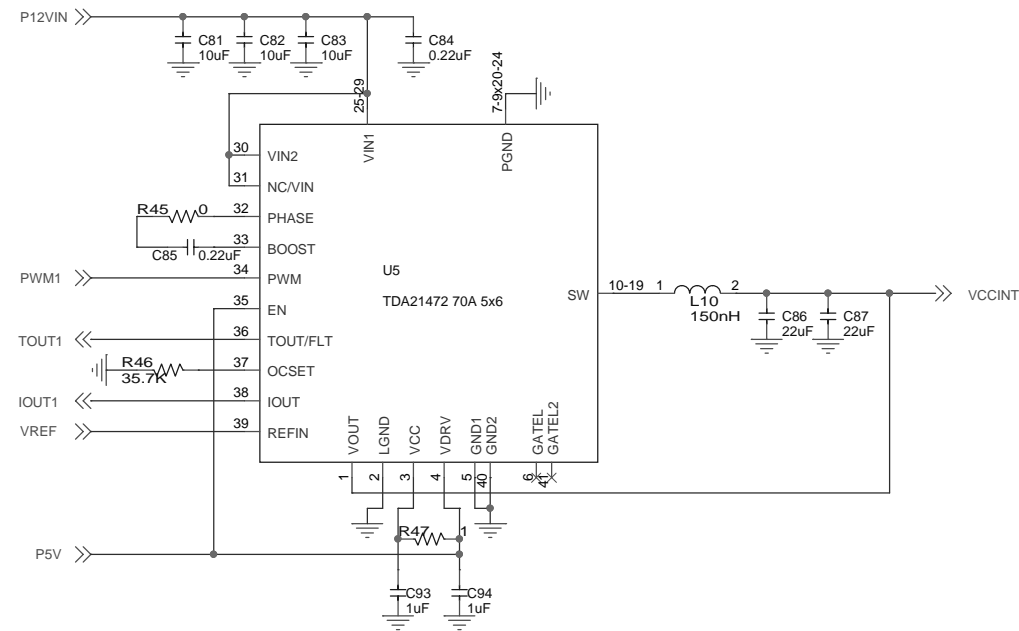 P12VIN
C81
10uF
C82
10uF
C83
10uF
C84
0.22uF
25-29
7-9x20-24
VIN1
PGND
30
VIN2
31
NC/VIN
R45
0
32
PHASE
C85
0.22uF
33
BOOST
PWM1
34
PWM
35
EN
TOUT1
36
TOUT/FLT
R46
35.7K
37
OCSET
IOUT1
38
IOUT
VREF
39
REFIN
U5
TDA21472 70A 5x6
SW
10-19
1
L10
150nH
2
C86
22uF
C87
22uF
VCCINT
VOUT
LGND
VCC
VDRV
GND1
GND2
GATEL
GATEL2
1
2
3
4
5
40
6
41
R47
1
P5V
C93
1uF
C94
1uF